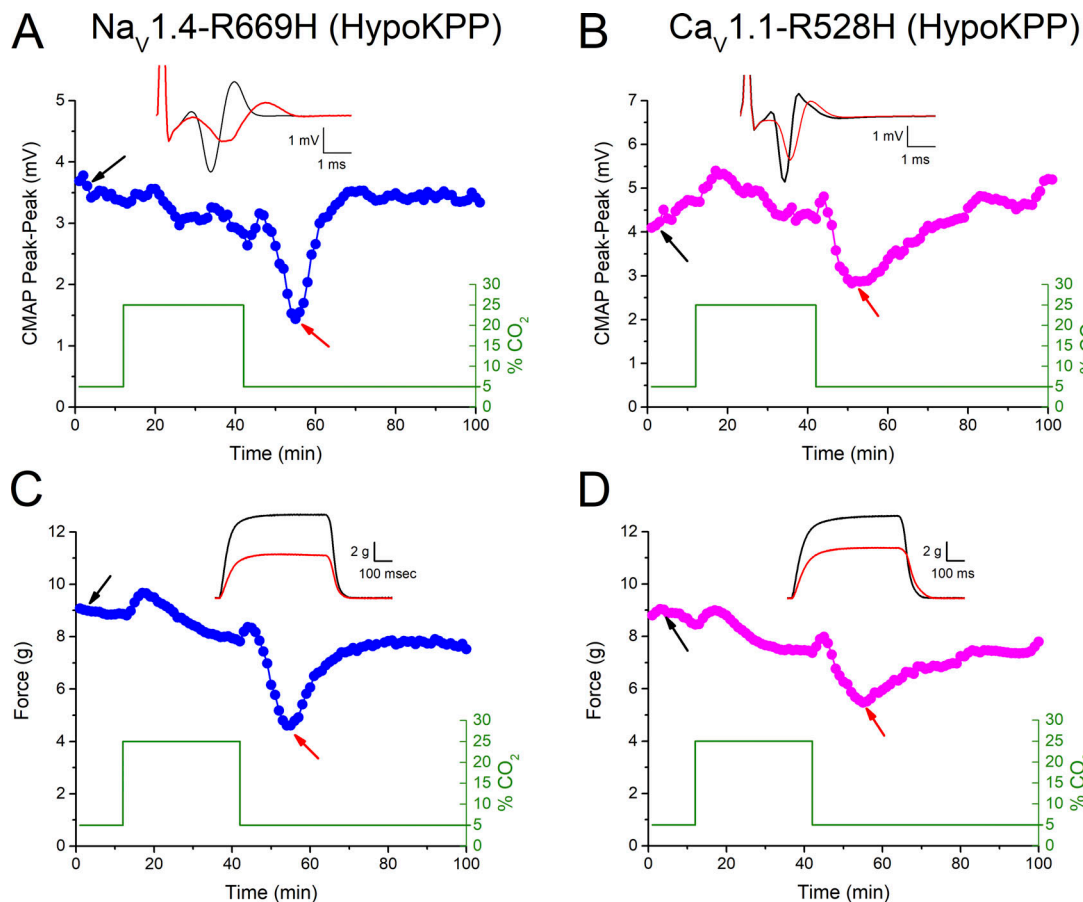 A Na_V1.4-R669H (HypoKPP)
B Ca_V1.1-R528H (HypoKPP)
CMAP Peak-Peak (mV)
5
4
3
2
1
0
1 mV
1 ms
30
25
20
15
10
5
0
% CO₂
0 20 40 60 80 100
Time (min)
CMAP Peak-Peak (mV)
7
6
5
4
3
2
1
0
1 mV
1 ms
30
25
20
15
10
5
0
% CO₂
0 20 40 60 80 100
Time (min)
C
Force (g)
12
10
8
6
4
2
0
2 g
100 msec
30
25
20
15
10
5
0
% CO₂
0 20 40 60 80 100
Time (min)
D
Force (g)
12
10
8
6
4
2
0
2 g
100 ms
30
25
20
15
10
5
0
% CO
0 20 40 60 80 100
Time (min)